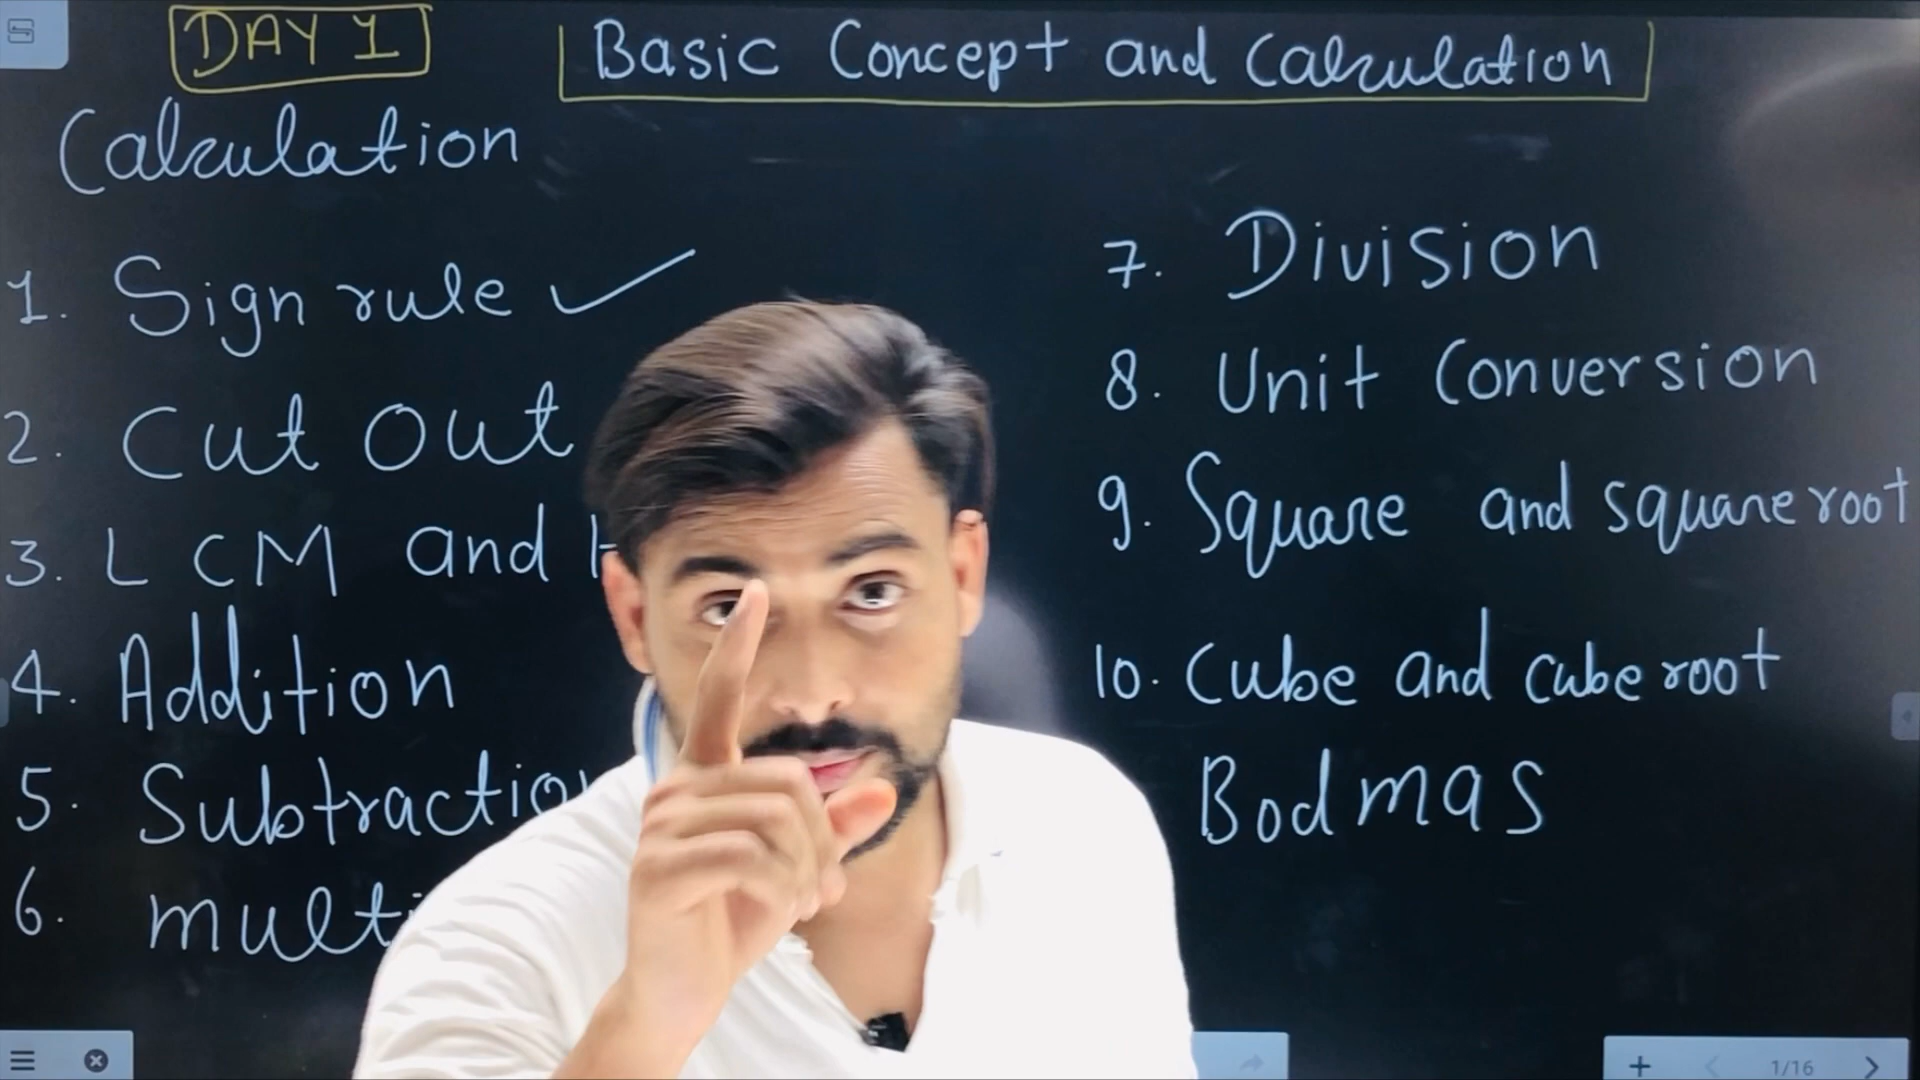 DAY 1
Basic Concept and Calculation
Calculation
1. Sign rule ✓
2. Cut out
3. LCM and
4. Addition
5. Subtractio
6. multi
7. Division
8. Unit Conversion
9. Square and square root
10. Cube and cube root
Bodmas
1/16